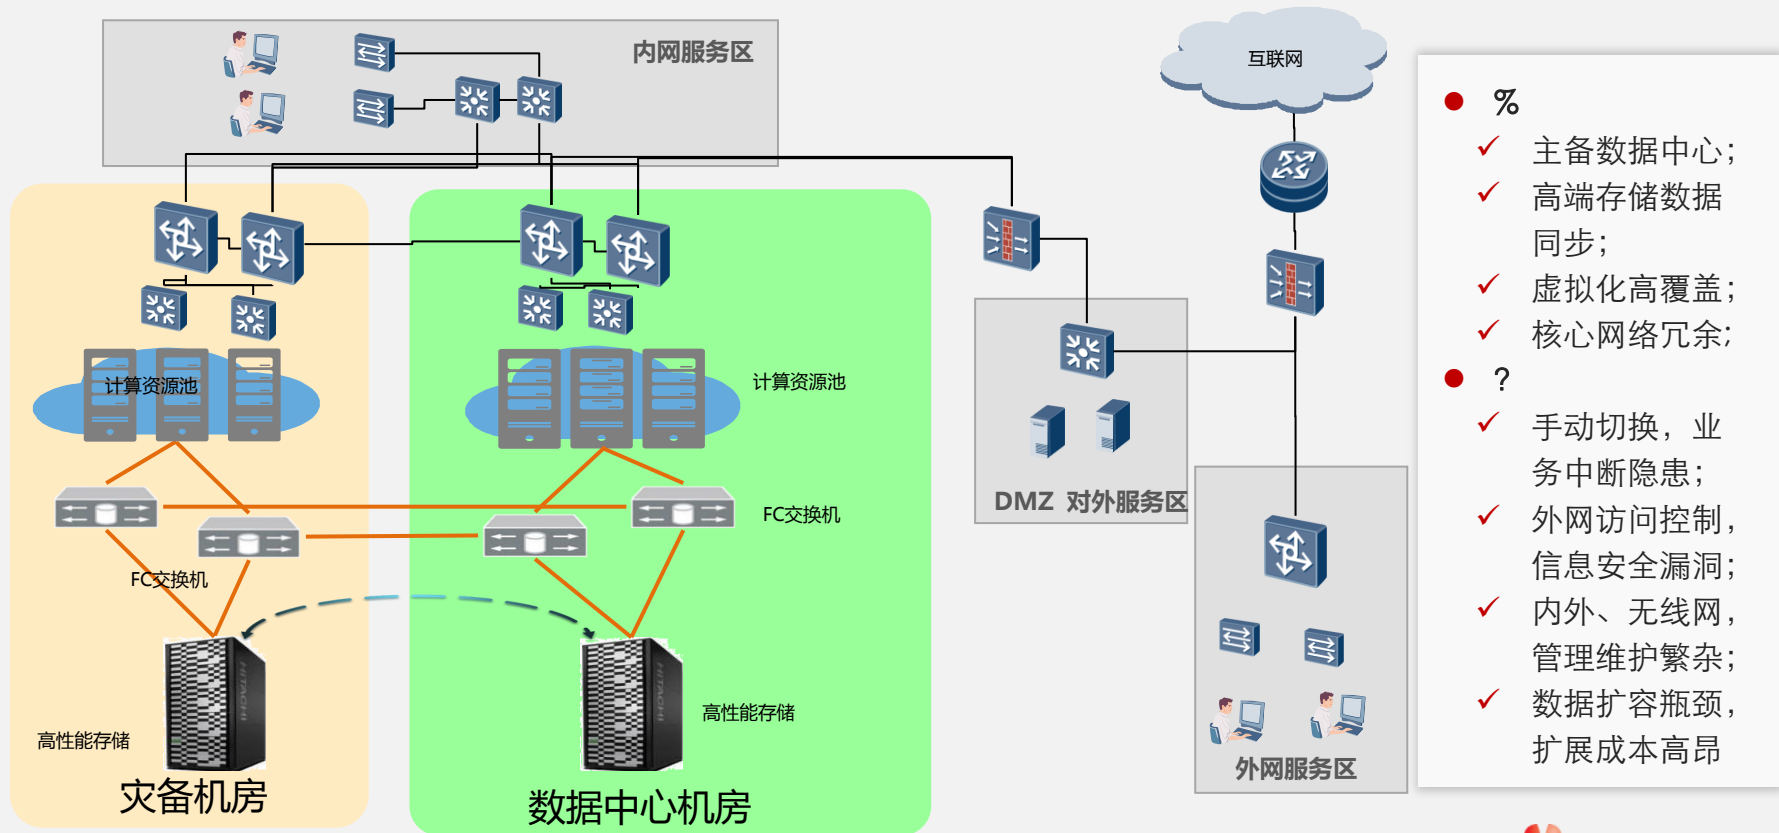 内网服务区
互联网
计算资源池
FC交换机
高性能存储
灾备机房
计算资源池
FC交换机
HITACHI
高性能存储
数据中心机房
DMZ 对外服务区
外网服务区
%
主备数据中心；
高端存储数据
同步；
虚拟化高覆盖；
核心网络冗余；
?
手动切换，业
务中断隐患；
外网访问控制，
信息安全漏洞；
内外、无线网，
管理维护繁杂；
数据扩容瓶颈，
扩展成本高昂